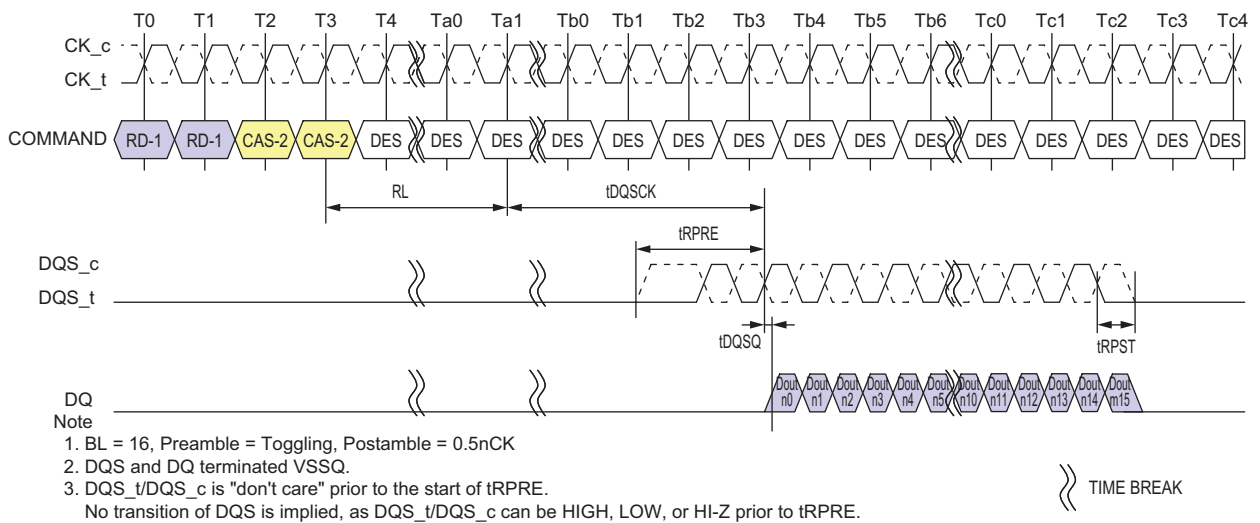 T0 T1 T2 T3 T4 Ta0 Ta1 Tb0 Tb1 Tb2 Tb3 Tb4 Tb5 Tb6 Tc0 Tc1 Tc2 Tc3 Tc4
CK_c
CK_t
COMMAND RD-1 RD-1 CAS-2 CAS-2 DES DES DES DES DES DES DES DES DES DES DES DES DES DES DES
RL tDQSCK
tRPRE
DQS_c
DQS_t
tDQSQ tRPST
DQ Dout n0 Dout n1 Dout n2 Dout n3 Dout n4 Dout n5 Dout n10 Dout n11 Dout n12 Dout n13 Dout n14 Dout m15
Note
1. BL = 16, Preamble = Toggling, Postamble = 0.5nCK
2. DQS and DQ terminated VSSQ.
3. DQS_t/DQS_c is "don't care" prior to the start of tRPRE.
No transition of DQS is implied, as DQS_t/DQS_c can be HIGH, LOW, or HI-Z prior to tRPRE.
TIME BREAK